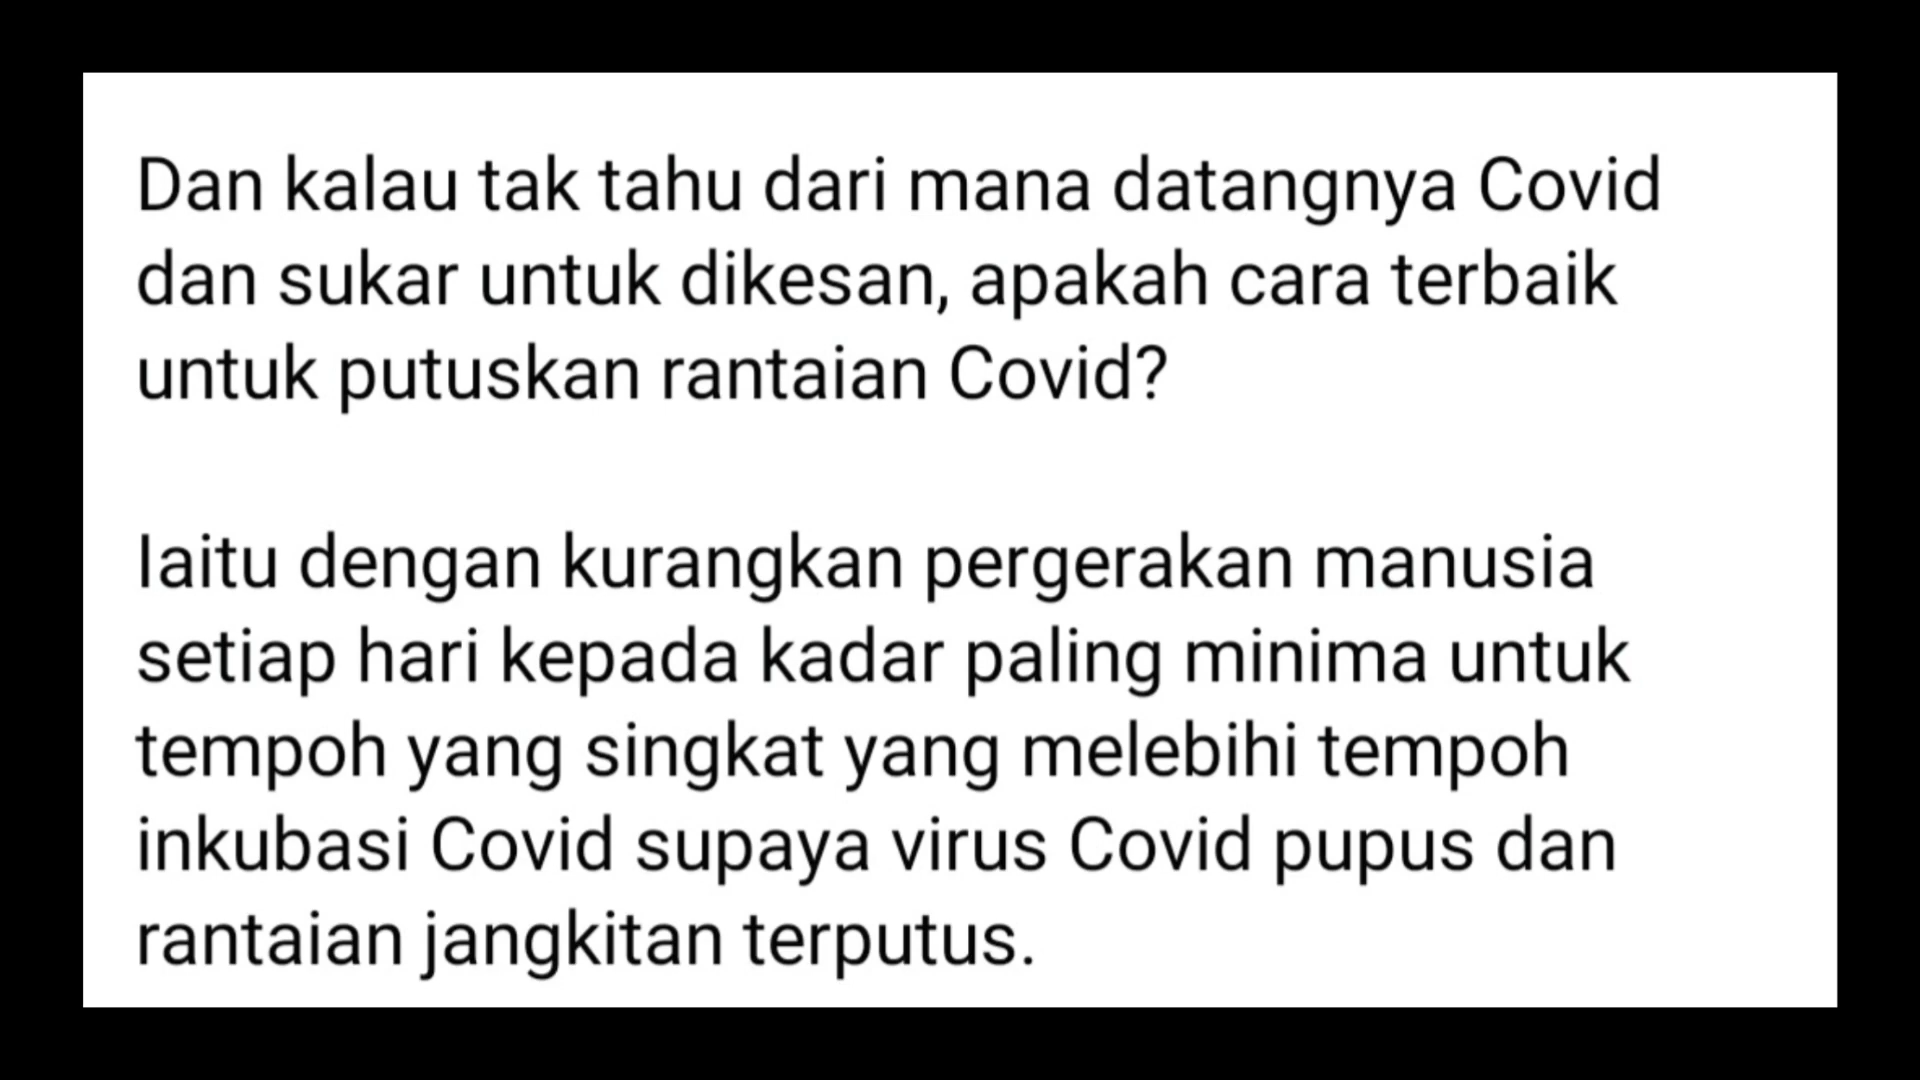 Dan kalau tak tahu dari mana datangnya Covid
dan sukar untuk dikesan, apakah cara terbaik
untuk putuskan rantaian Covid?
Iaitu dengan kurangkan pergerakan manusia
setiap hari kepada kadar paling minima untuk
tempoh yang singkat yang melebihi tempoh
inkubasi Covid supaya virus Covid pupus dan
rantaian jangkitan terputus.